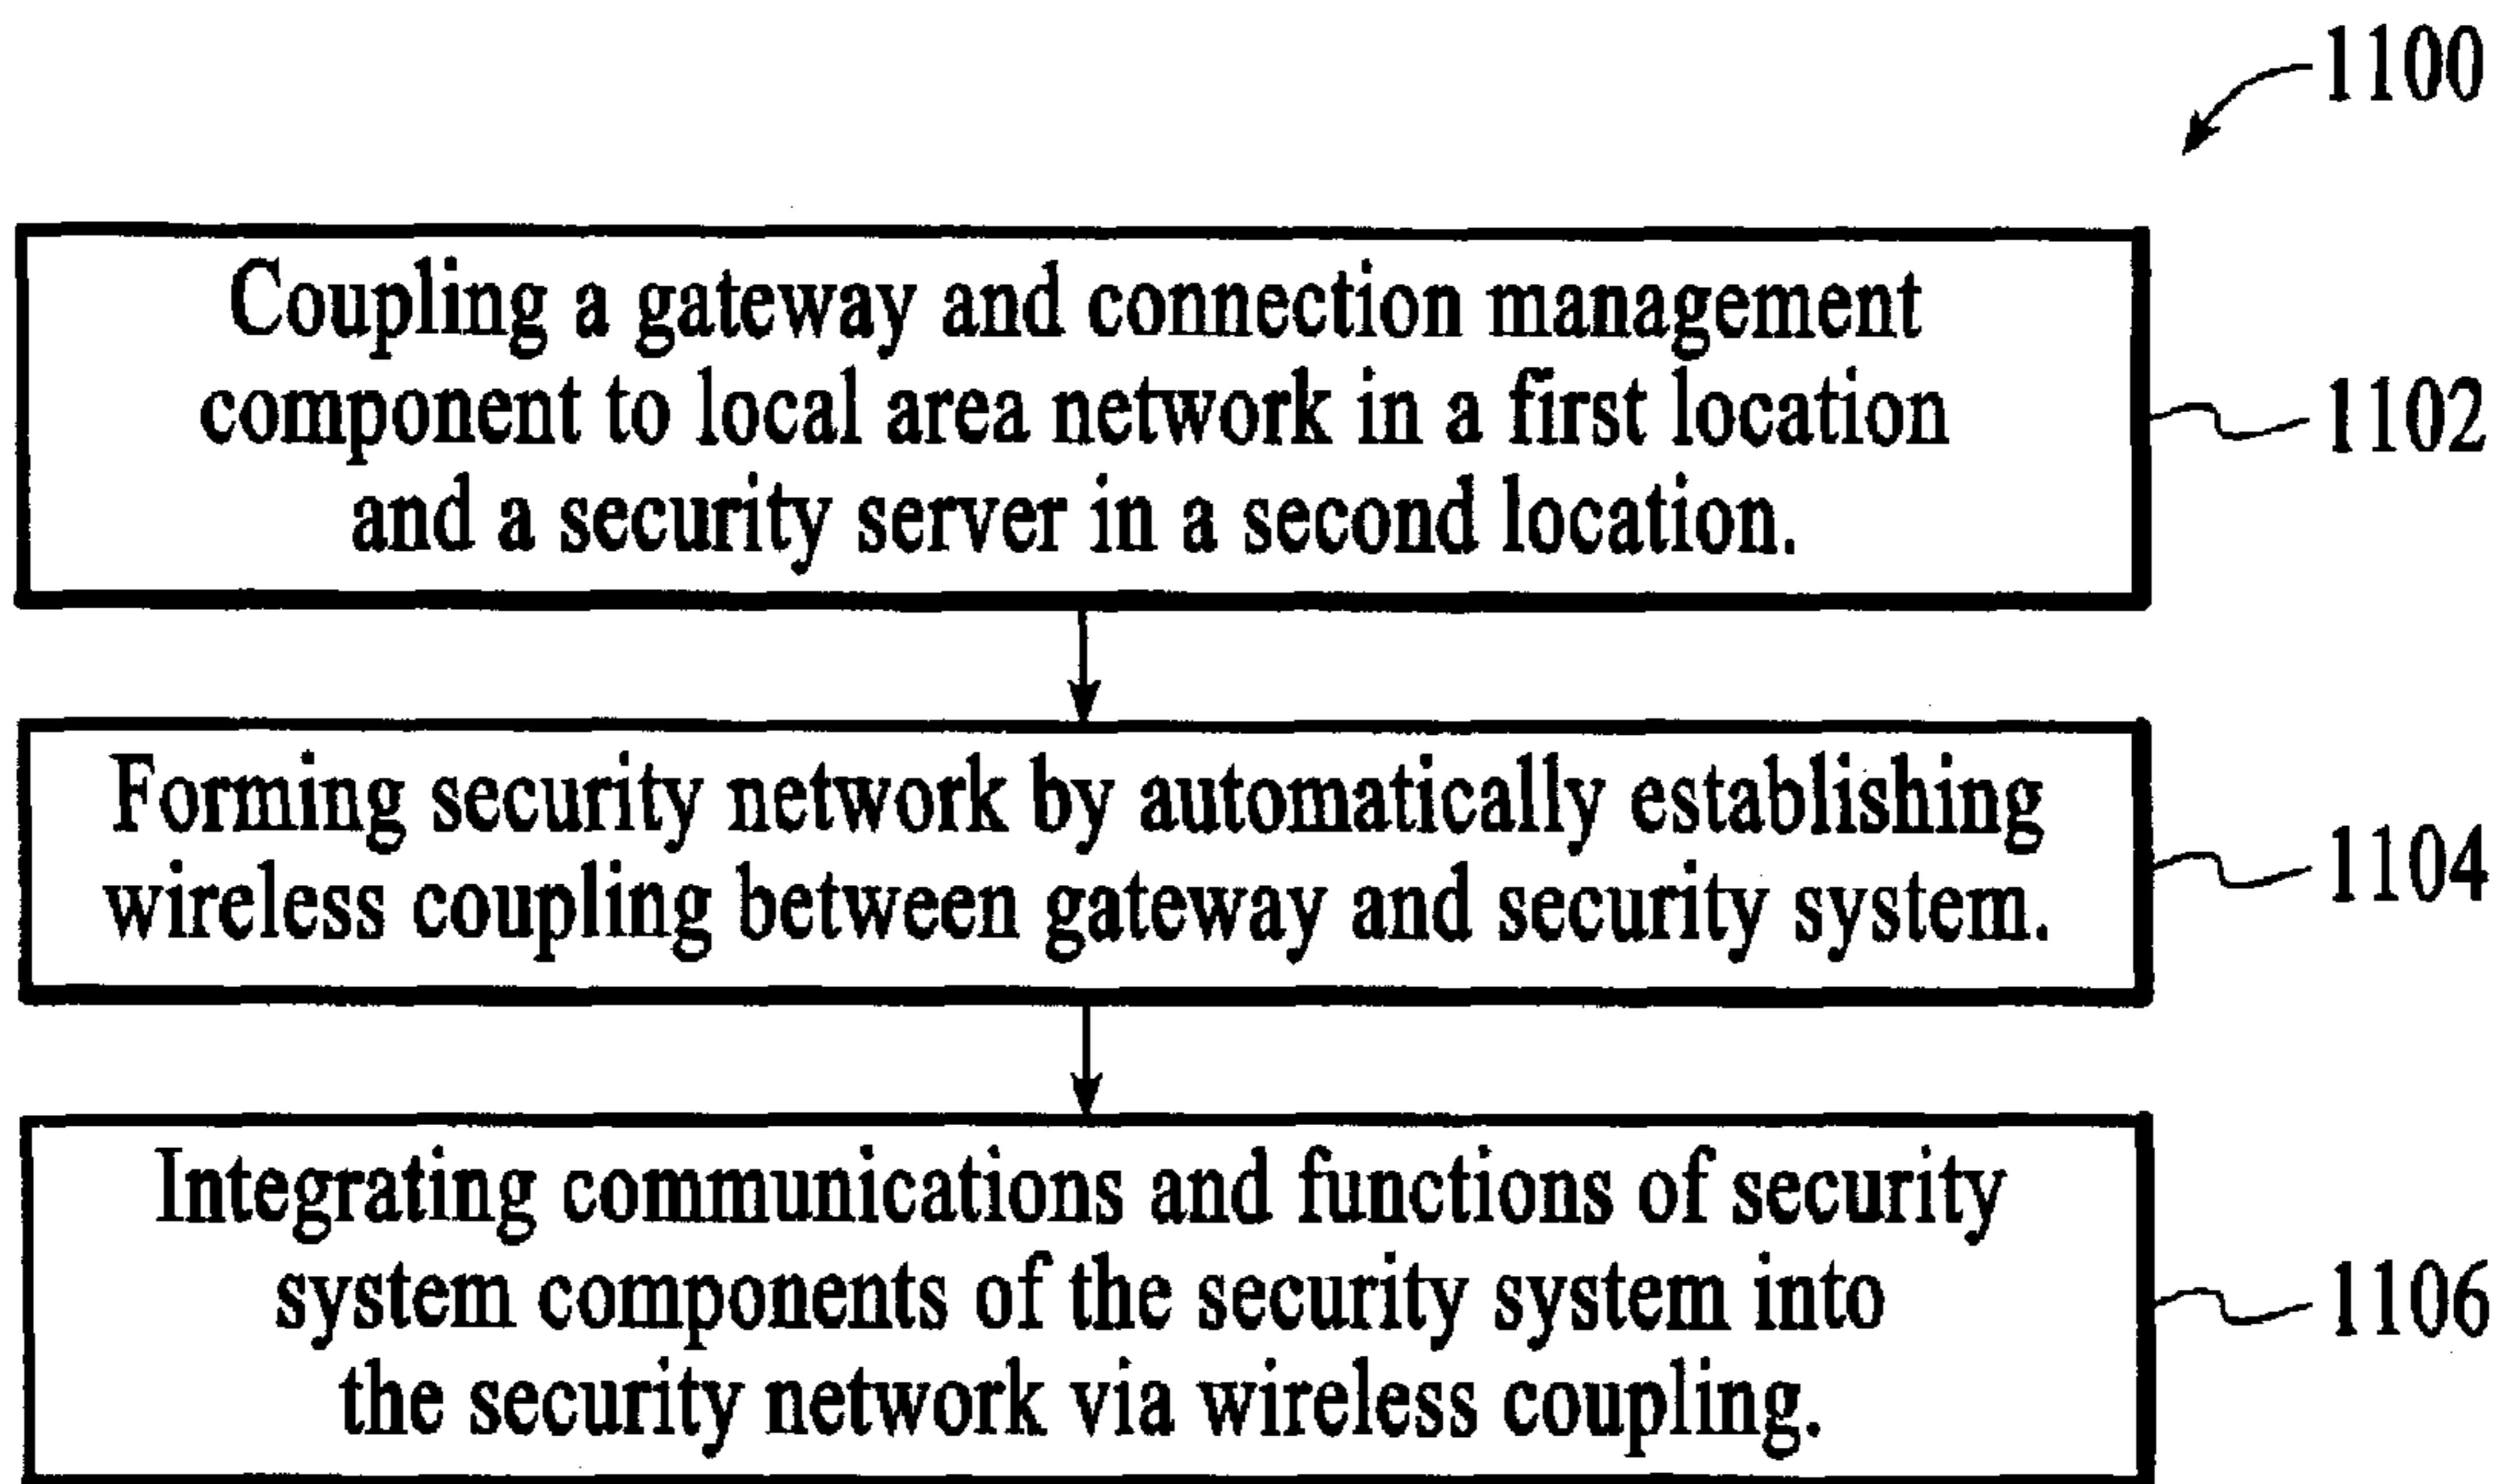 1100
Coupling a gateway and connection management
component to local area network in a first location
and a security server in a second location.
1102
Forming security network by automatically establishing
wireless coupling between gateway and security system.
1104
Integrating communications and functions of security
system components of the security system into
the security network via wireless coupling.
1106